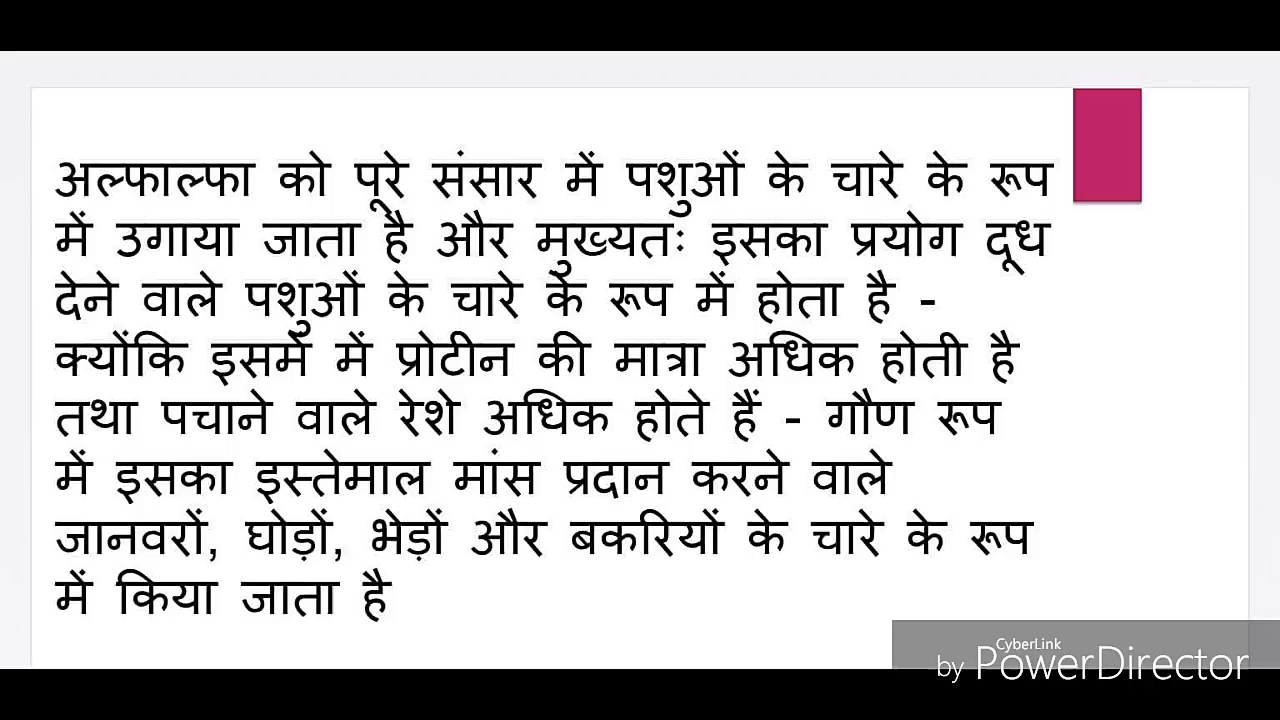 अल्फाल्फा को पूरे संसार में पशुओं के चारे के रूप
में उगाया जाता है और मुख्यतः इसका प्रयोग दूध
देने वाले पशुओं के चारे के रूप में होता है -
क्योंकि इसमें में प्रोटीन की मात्रा अधिक होती है
तथा पचाने वाले रेशे अधिक होते हैं - गौण रूप
में इसका इस्तेमाल मांस प्रदान करने वाले
जानवरों, घोड़ों, भेड़ों और बकरियों के चारे के रूप
में किया जाता है
CyberLink
by PowerDirector